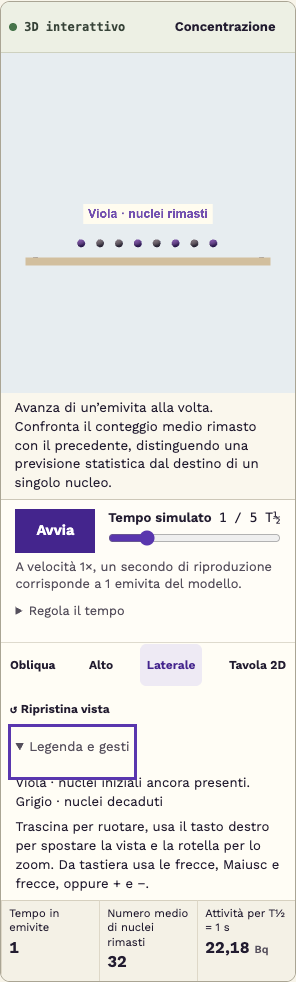 3D interattivo
Concentrazione
Viola · nuclei rimasti
Avanza di un’emivita alla volta.
Confronta il conteggio medio rimasto
con il precedente, distinguendo una
previsione statistica dal destino di un
singolo nucleo.
Avvia
Tempo simulato 1 / 5 T½
A velocità 1×, un secondo di riproduzione
corrisponde a 1 emivita del modello.
▶ Regola il tempo
Obliqua Alto Laterale Tavola 2D
↺ Ripristina vista
▼ Legenda e gesti
Viola · nuclei iniziali ancora presenti.
Grigio · nuclei decaduti
Trascina per ruotare, usa il tasto destro
per spostare la vista e la rotella per lo
zoom. Da tastiera usa le frecce, Maiusc e
frecce, oppure + e −.
Tempo in
emivite
1
Numero medio
di nuclei
rimasti
32
Attività per T½
= 1 s
22,18 Bq